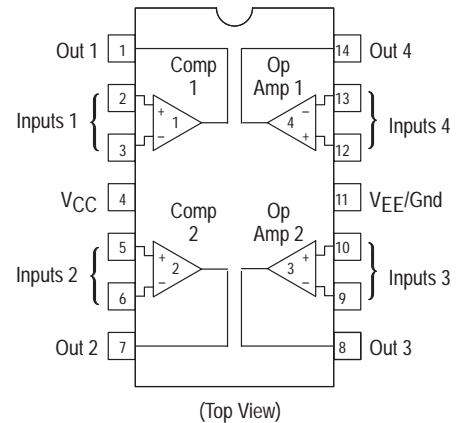 Out 1 1 14 Out 4
Comp 1 Op Amp 1
Inputs 1 2 + 1 3 −
− 13 4 + 12 Inputs 4
VCC 4 11 VEE/Gnd
Comp 2 Op Amp 2
Inputs 2 5 + 2 6 −
+ 10 3 − 9 Inputs 3
Out 2 7 8 Out 3
(Top View)